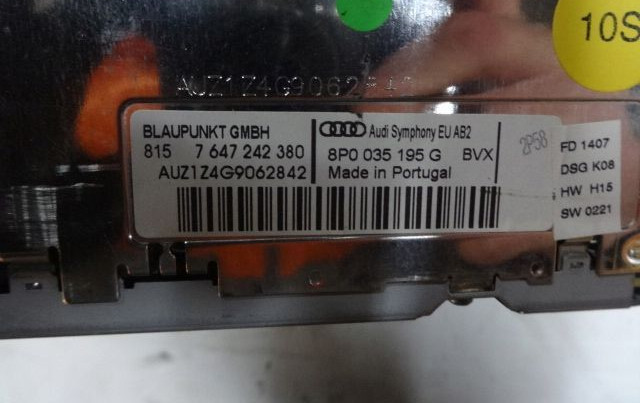 10S
AUZ1Z4G9062842
BLAUPUNKT GMBH
815 7 647 242 380
AUZ1Z4G9062842
Audi Symphony EU AB2
8P0 035 195 G BVX
Made in Portugal
2P58
FD 1407
DSG K08
HW H15
SW 0221